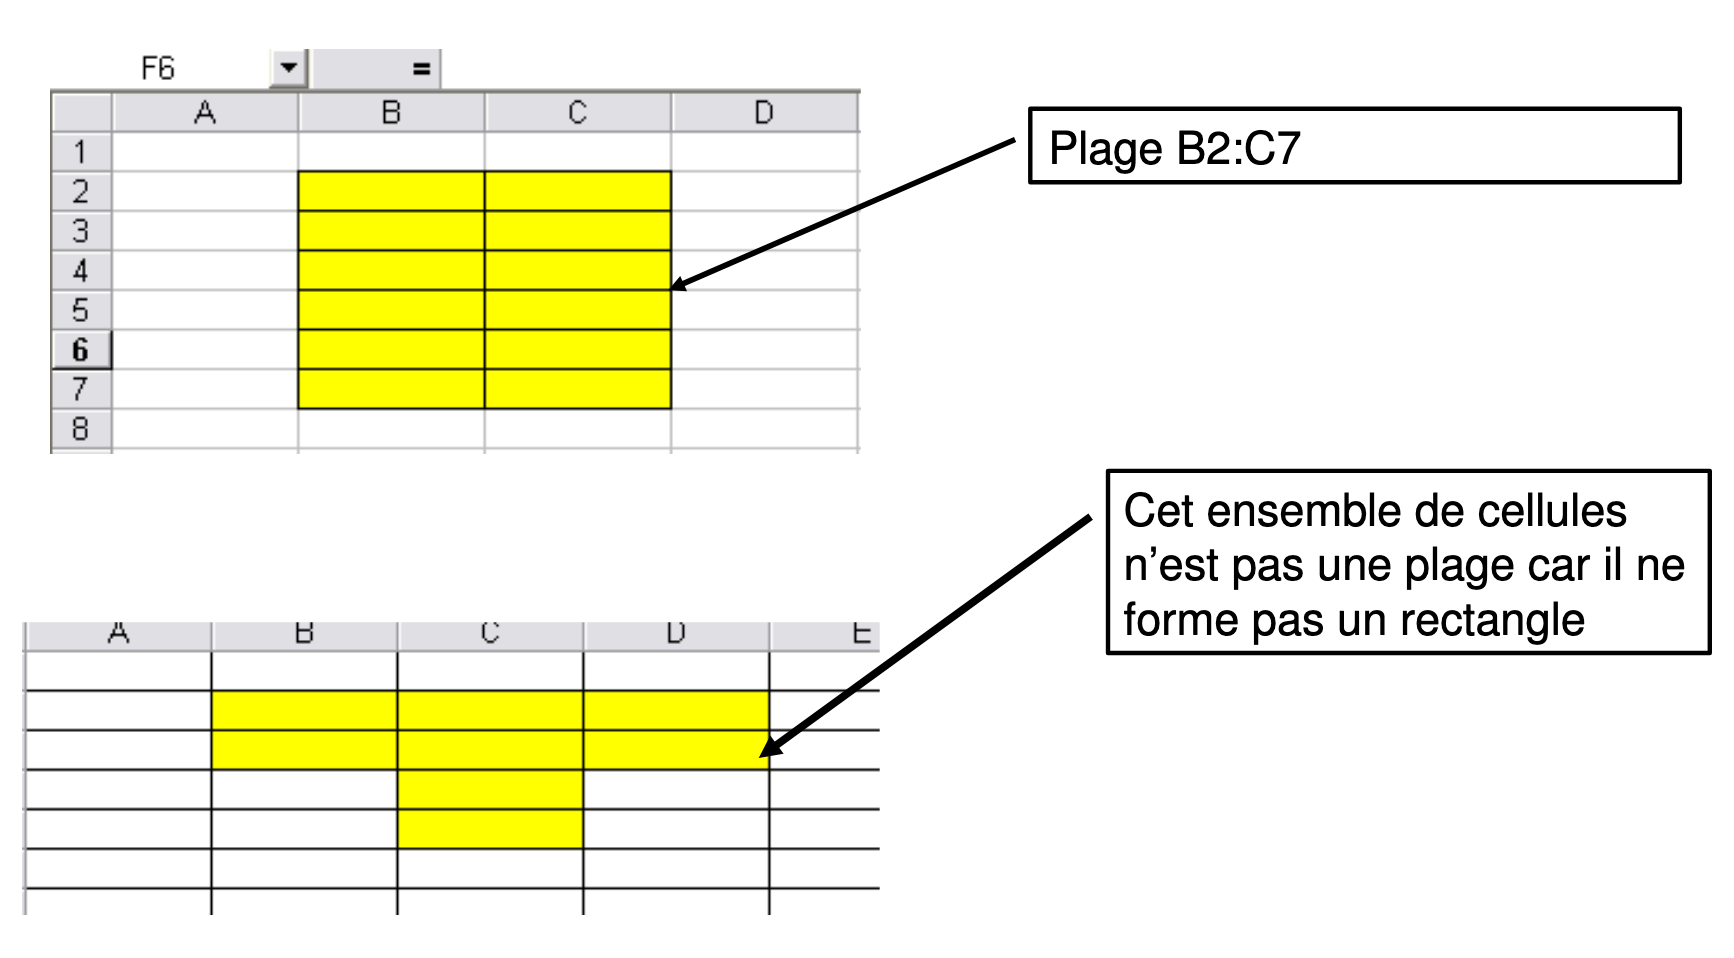 F6 =
A B C D
1
2
3
4
5
6
7
8
Plage B2:C7
Cet ensemble de cellules
n’est pas une plage car il ne
forme pas un rectangle
A B C D E